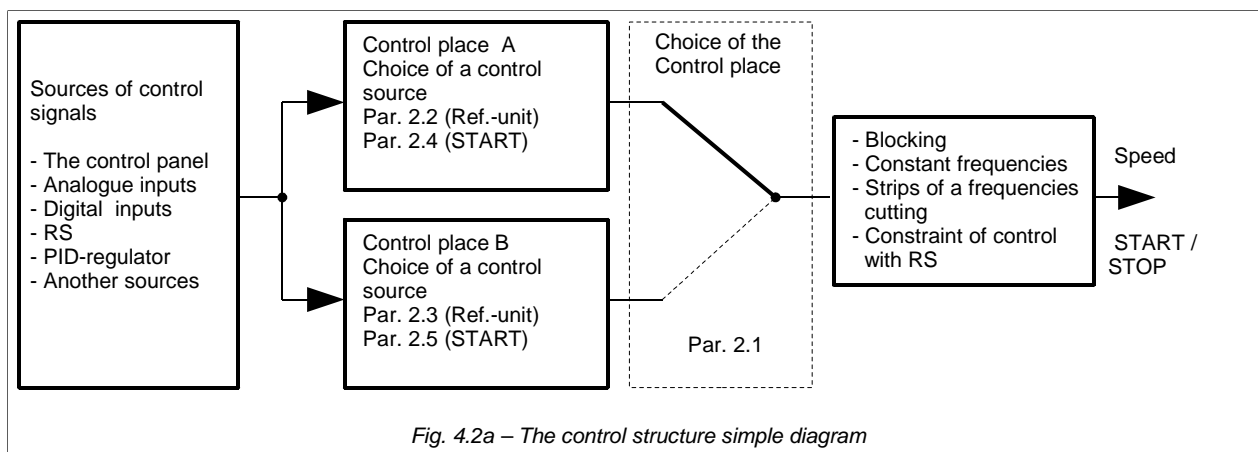 Sources of control
signals
- The control panel
- Analogue inputs
- Digital inputs
- RS
- PID-regulator
- Another sources
Control place A
Choice of a control
source
Par. 2.2 (Ref.-unit)
Par. 2.4 (START)
Control place B
Choice of a control
source
Par. 2.3 (Ref.-unit)
Par. 2.5 (START)
Choice of the
Control place
Par. 2.1
- Blocking
- Constant frequencies
- Strips of a frequencies
cutting
- Constraint of control
with RS
Speed
START /
STOP
Fig. 4.2a – The control structure simple diagram